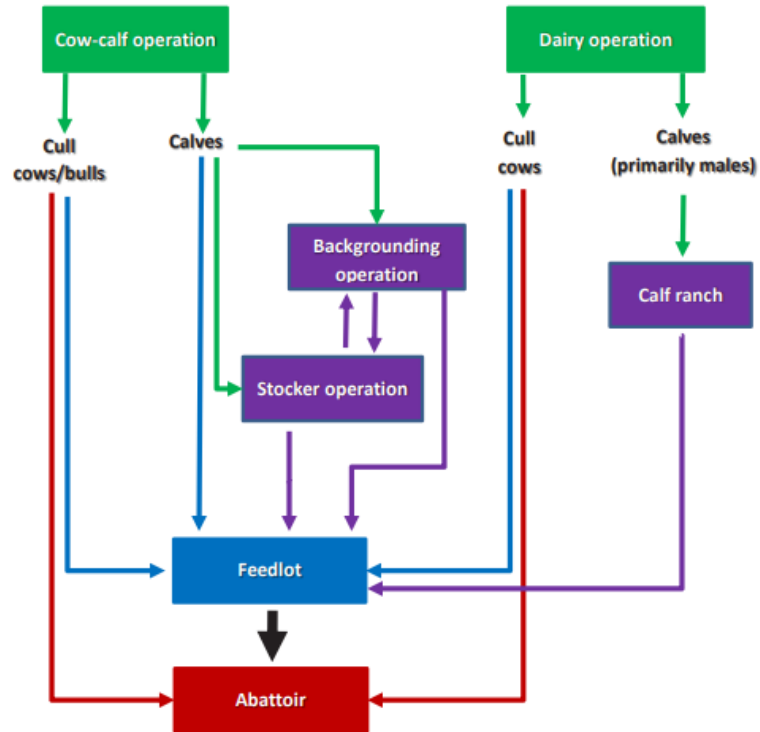 Cow-calf operation
Dairy operation
Cull
cows/bulls
Calves
Cull
cows
Calves
(primarily males)
Backgrounding
operation
Calf ranch
Stocker operation
Feedlot
Abattoir